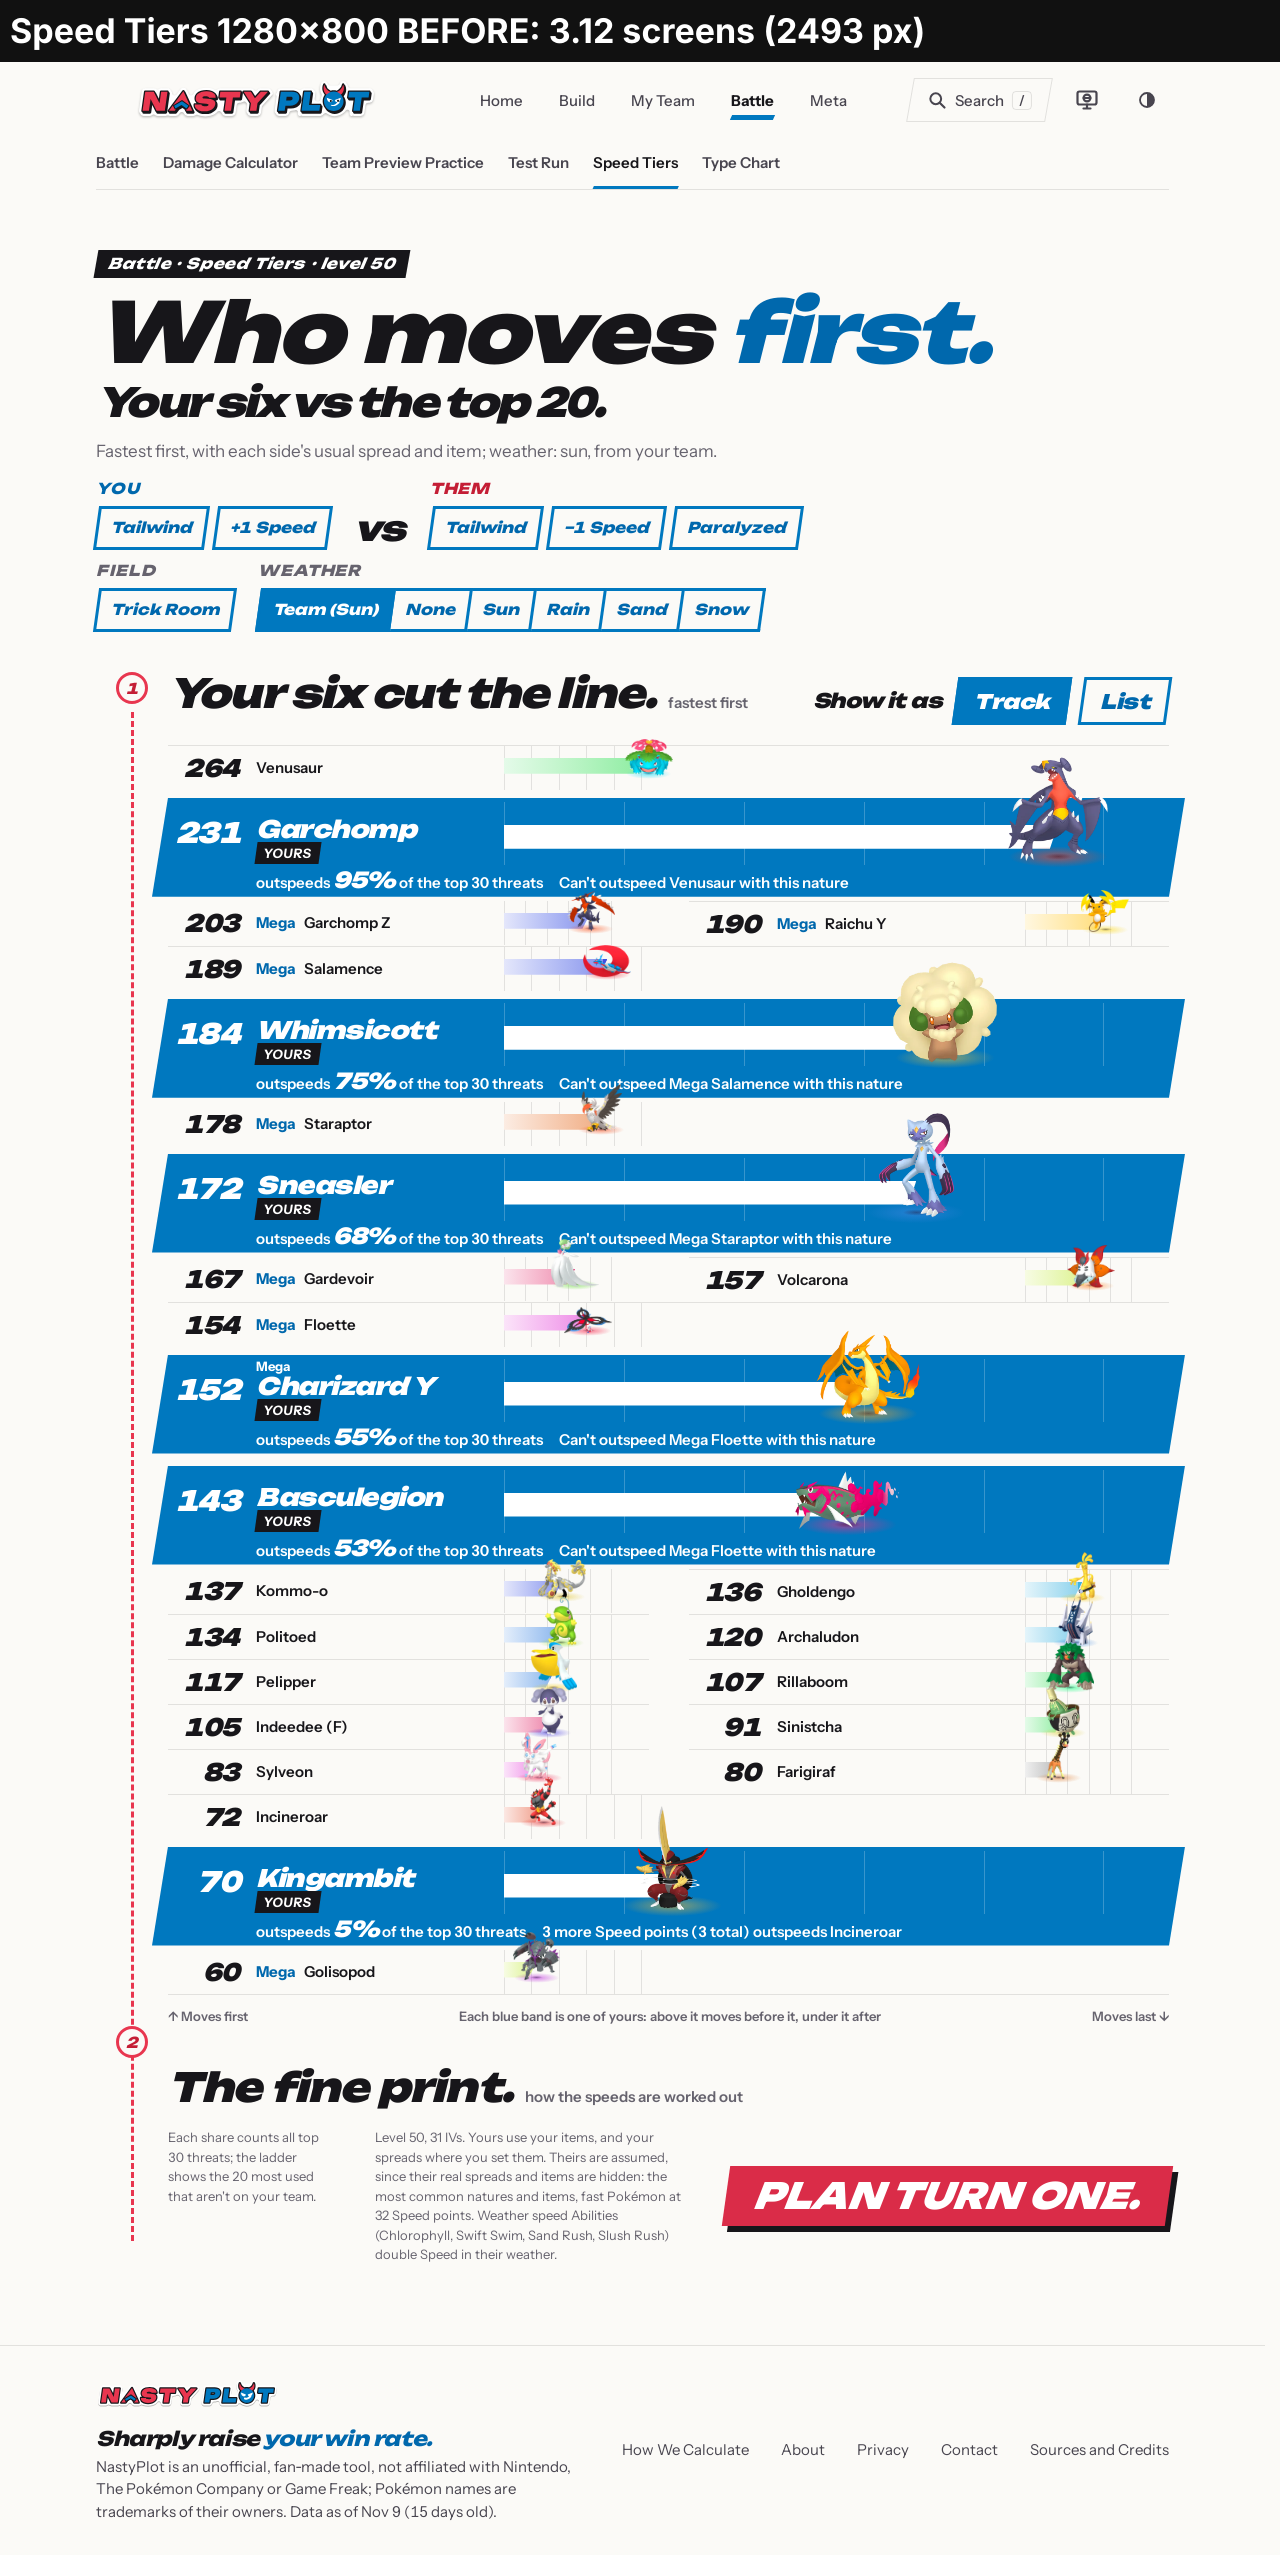 Speed Tiers 1280×800 BEFORE: 3.12 screens (2493 px)
NASTY PLOT
Home Build My Team Battle Meta Search /
Battle Damage Calculator Team Preview Practice Test Run Speed Tiers Type Chart
Battle · Speed Tiers · level 50
Who moves first.
Your six vs the top 20.
Fastest first, with each side's usual spread and item; weather: sun, from your team.
YOU THEM
Tailwind +1 Speed VS Tailwind −1 Speed Paralyzed
FIELD WEATHER
Trick Room Team (Sun) None Sun Rain Sand Snow
1 Your six cut the line. fastest first Show it as Track List
264 Venusaur
231 Garchomp
YOURS
outspeeds 95% of the top 30 threats Can't outspeed Venusaur with this nature
203 Mega Garchomp Z 190 Mega Raichu Y
189 Mega Salamence
184 Whimsicott
YOURS
outspeeds 75% of the top 30 threats Can't outspeed Mega Salamence with this nature
178 Mega Staraptor
172 Sneasler
YOURS
outspeeds 68% of the top 30 threats Can't outspeed Mega Staraptor with this nature
167 Mega Gardevoir 157 Volcarona
154 Mega Floette
Mega
152 Charizard Y
YOURS
outspeeds 55% of the top 30 threats Can't outspeed Mega Floette with this nature
143 Basculegion
YOURS
outspeeds 53% of the top 30 threats Can't outspeed Mega Floette with this nature
137 Kommo-o 136 Gholdengo
134 Politoed 120 Archaludon
117 Pelipper 107 Rillaboom
105 Indeedee (F) 91 Sinistcha
83 Sylveon 80 Farigiraf
72 Incineroar
70 Kingambit
YOURS
outspeeds 5% of the top 30 threats 3 more Speed points (3 total) outspeeds Incineroar
60 Mega Golisopod
↑ Moves first Each blue band is one of yours: above it moves before it, under it after Moves last ↓
2
The fine print. how the speeds are worked out
Each share counts all top
30 threats; the ladder
shows the 20 most used
that aren't on your team.
Level 50, 31 IVs. Yours use your items, and your
spreads where you set them. Theirs are assumed,
since their real spreads and items are hidden: the
most common natures and items, fast Pokémon at
32 Speed points. Weather speed Abilities
(Chlorophyll, Swift Swim, Sand Rush, Slush Rush)
double Speed in their weather.
PLAN TURN ONE.
NASTY PLOT
Sharply raise your win rate.
NastyPlot is an unofficial, fan-made tool, not affiliated with Nintendo,
The Pokémon Company or Game Freak; Pokémon names are
trademarks of their owners. Data as of Nov 9 (15 days old).
How We Calculate About Privacy Contact Sources and Credits